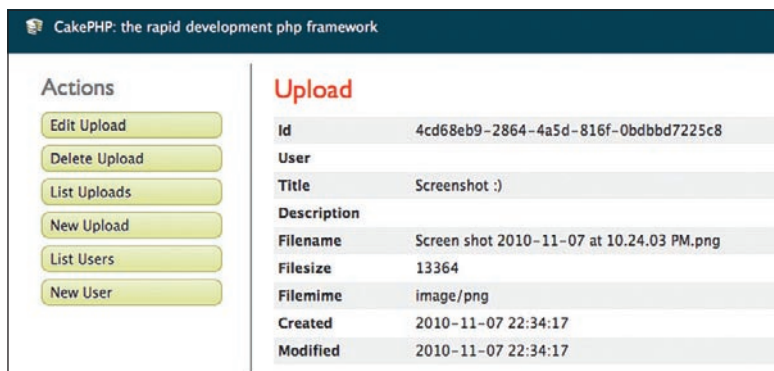 CakePHP: the rapid development php framework
Actions
Edit Upload
Delete Upload
List Uploads
New Upload
List Users
New User
Upload
Id 4cd68eb9-2864-4a5d-816f-0bdbbd7225c8
User
Title Screenshot :)
Description
Filename Screen shot 2010-11-07 at 10.24.03 PM.png
Filesize 13364
Filemime image/png
Created 2010-11-07 22:34:17
Modified 2010-11-07 22:34:17